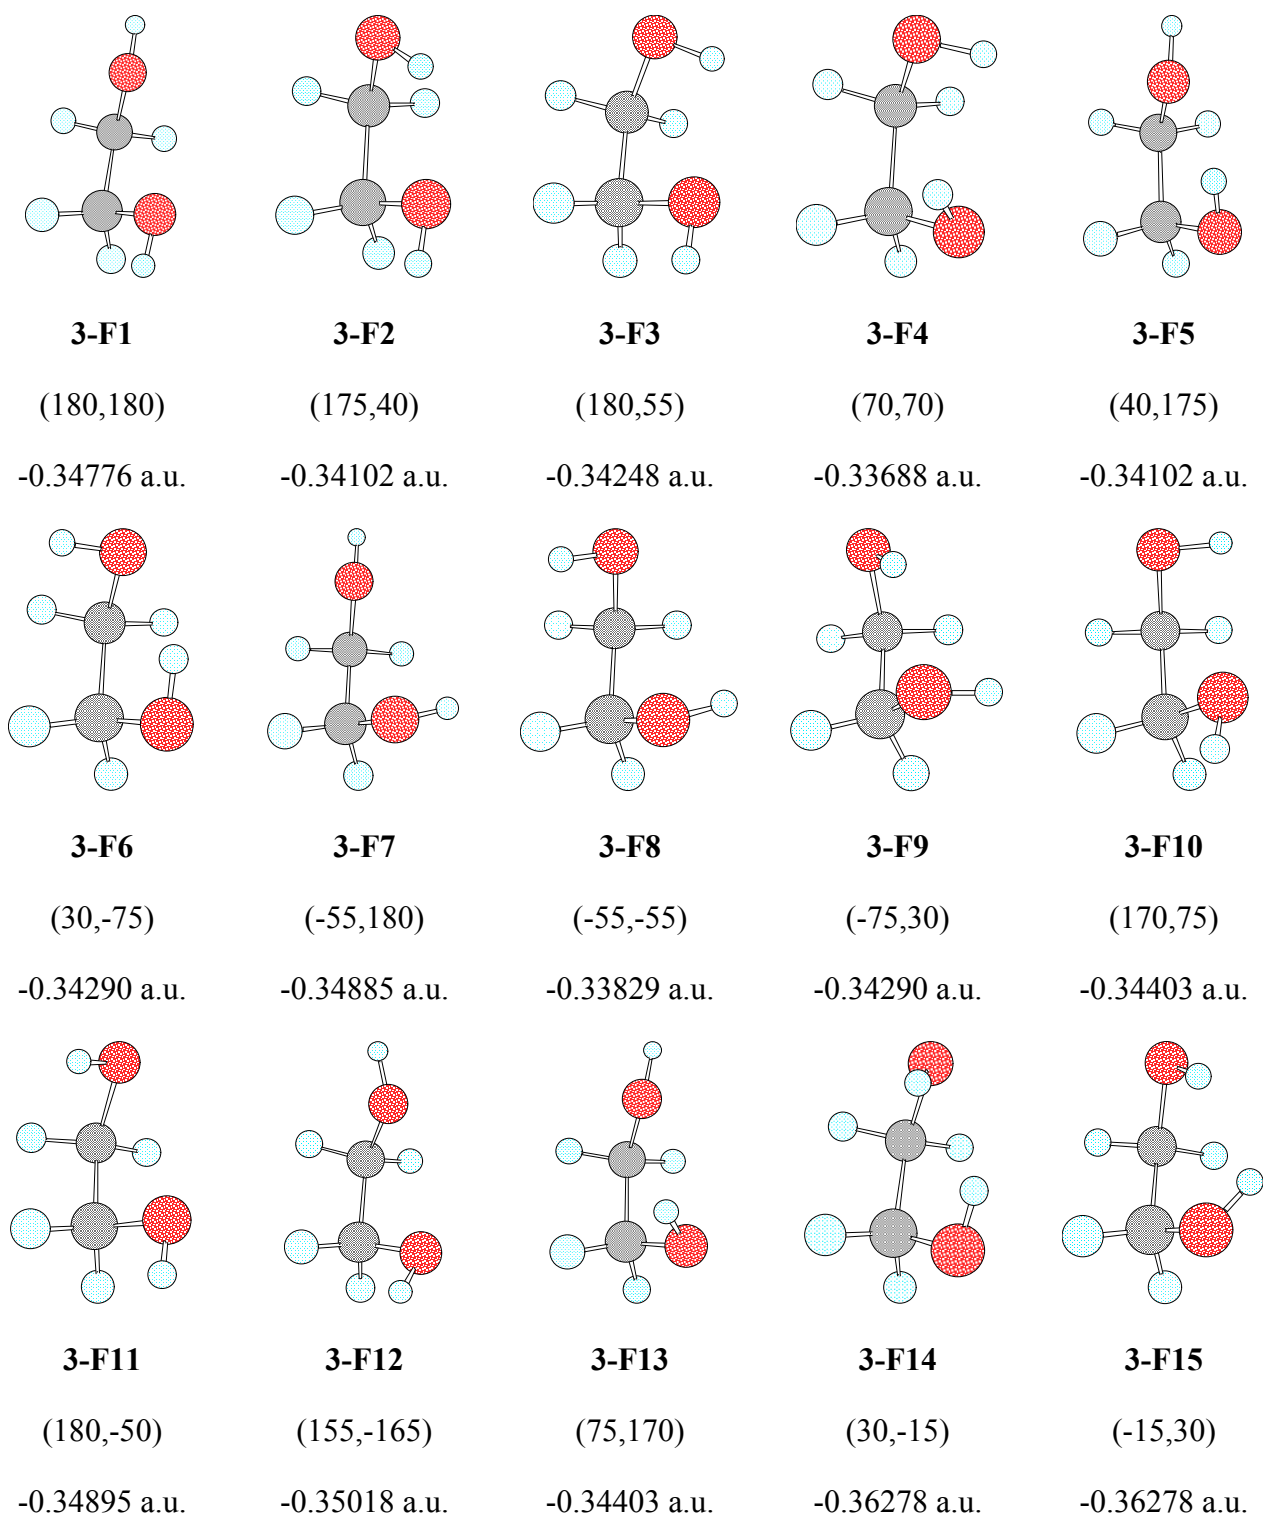 3-F1 3-F2 3-F3 3-F4 3-F5
(180,180) (175,40) (180,55) (70,70) (40,175)
-0.34776 a.u. -0.34102 a.u. -0.34248 a.u. -0.33688 a.u. -0.34102 a.u.
3-F6 3-F7 3-F8 3-F9 3-F10
(30,-75) (-55,180) (-55,-55) (-75,30) (170,75)
-0.34290 a.u. -0.34885 a.u. -0.33829 a.u. -0.34290 a.u. -0.34403 a.u.
3-F11 3-F12 3-F13 3-F14 3-F15
(180,-50) (155,-165) (75,170) (30,-15) (-15,30)
-0.34895 a.u. -0.35018 a.u. -0.34403 a.u. -0.36278 a.u. -0.36278 a.u.